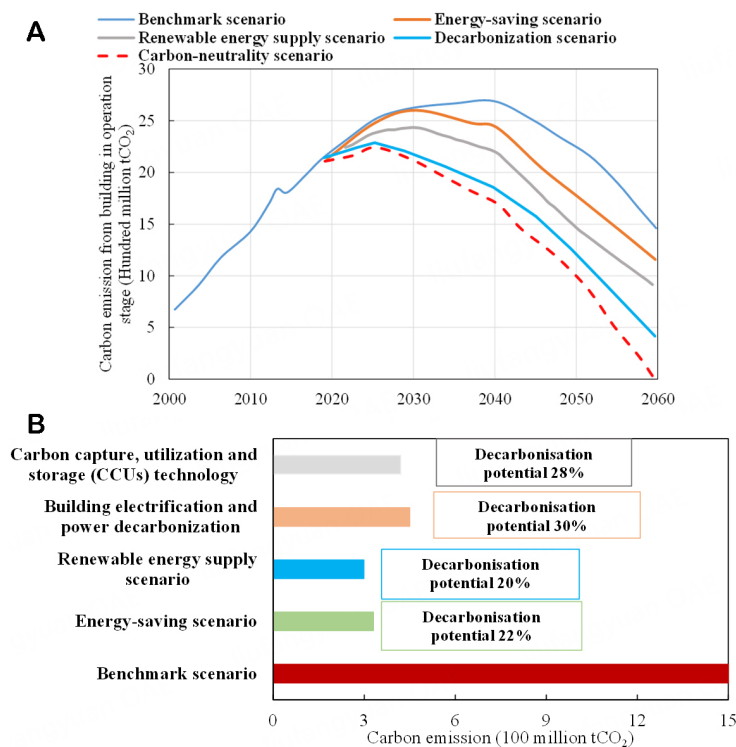 A
Benchmark scenario
Energy-saving scenario
Renewable energy supply scenario
Decarbonization scenario
Carbon-neutrality scenario
Carbon emission from building in operation
stage (Hundred million tCO₂)
30
25
20
15
10
5
0
2000 2010 2020 2030 2040 2050 2060
B
Carbon capture, utilization and
storage (CCUs) technology
Decarbonisation
potential 28%
Building electrification and
power decarbonization
Decarbonisation
potential 30%
Renewable energy supply
scenario
Decarbonisation
potential 20%
Energy-saving scenario
Decarbonisation
potential 22%
Benchmark scenario
0 3 6 9 12 15
Carbon emission (100 million tCO₂)